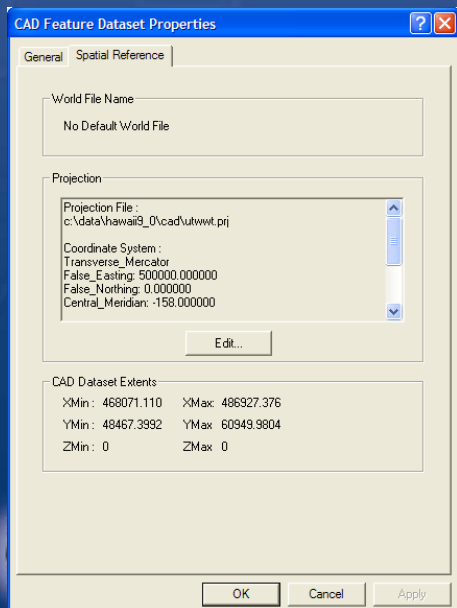 CAD Feature Dataset Properties
General Spatial Reference
World File Name
No Default World File
Projection
Projection File :
c:\data\hawaii9_0\cad\utwwt.prj
Coordinate System :
Transverse_Mercator
False_Easting: 500000.000000
False_Northing: 0.000000
Central_Meridian: -158.000000
Edit...
CAD Dataset Extents
XMin : 468071.110 XMax: 486927.376
YMin : 48467.3992 YMax 60949.9804
ZMin : 0 ZMax 0
OK Cancel Apply